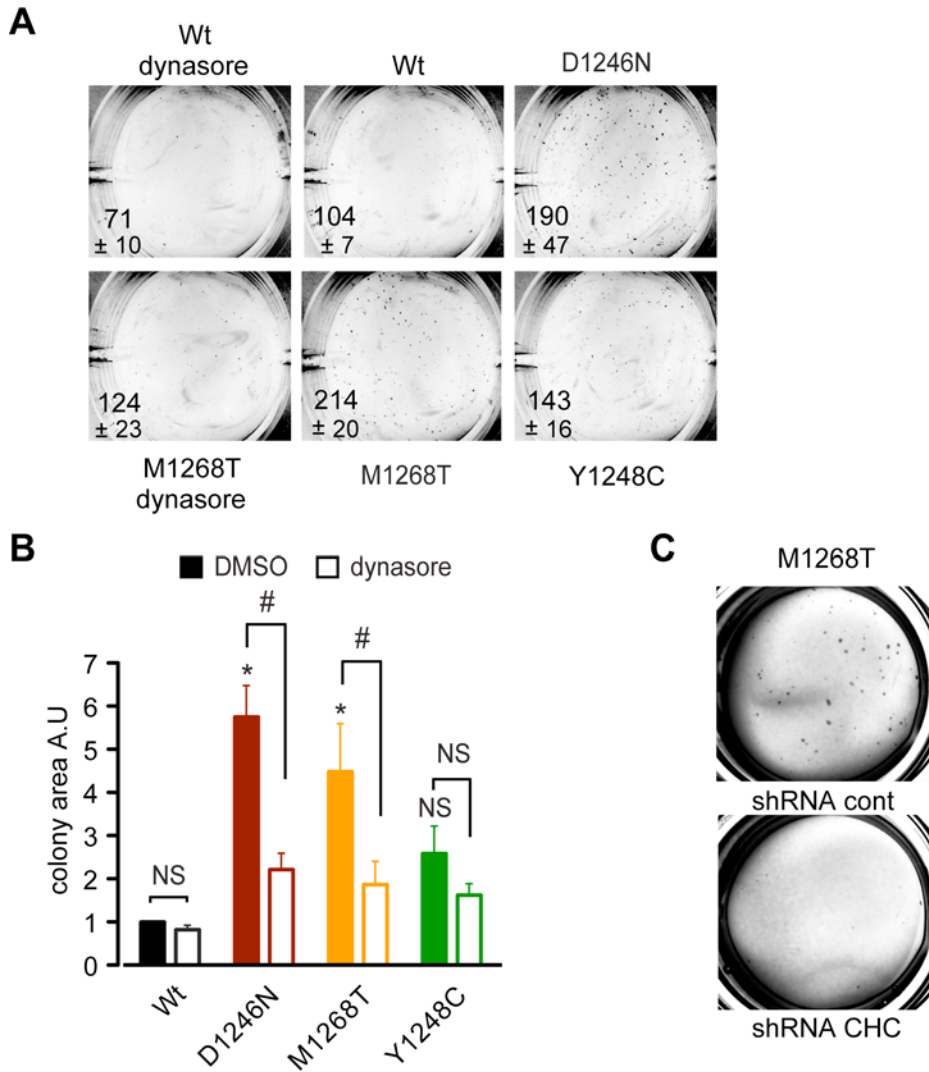 A
Wt
dynasore
Wt
D1246N
71
± 10
104
± 7
190
± 47
124
± 23
214
± 20
143
± 16
M1268T
dynasore
M1268T
Y1248C
B
DMSO
dynasore
colony area A.U
7
6
5
4
3
2
1
0
NS
*
#
*
#
NS
NS
Wt
D1246N
M1268T
Y1248C
C
M1268T
shRNA cont
shRNA CHC